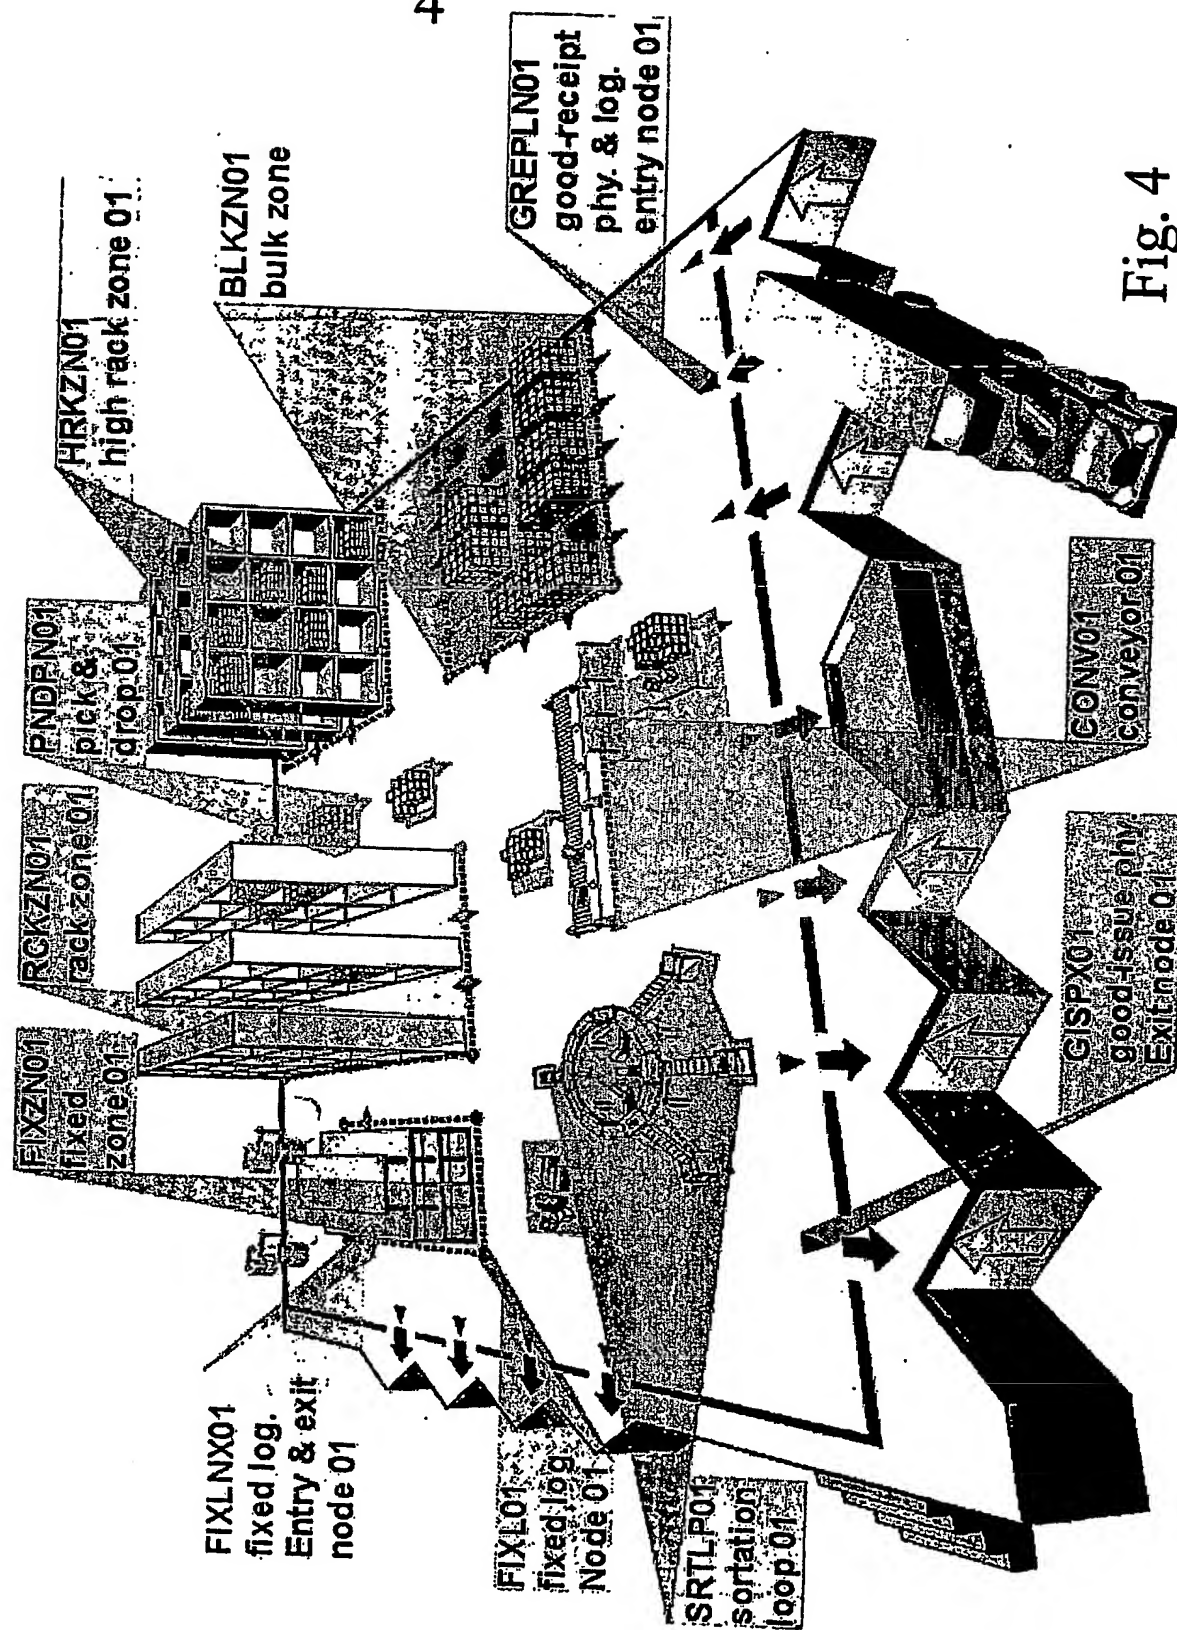 4
FIXLNX01
fixed log.
Entry & exit
node 01
FIXZN01
fixed
zone 01
RCKZN01
rack zone 01
PNDPN01
pick &
drop 01
HRKZN01
high rack zone 01
BLKZN01
bulk zone
GREPLN01
good-receipt
phy. & log.
entry node 01
FIXL01
fixed log
Node 01
SRTLP01
sortation
loop 01
GISPX01
good-issue phy
Exit node 01
CONV01
conveyor 01
Fig. 4